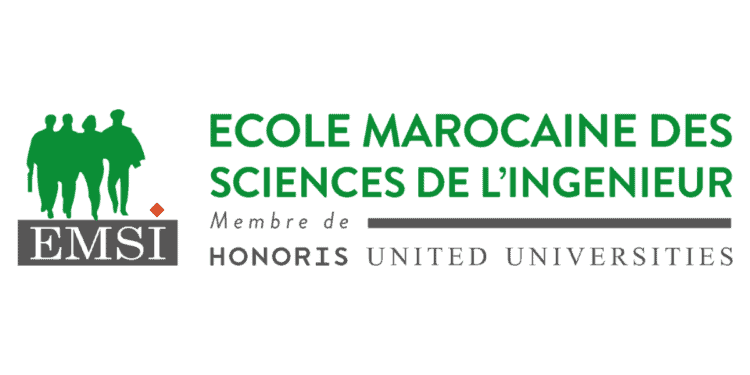 ECOLE MAROCAINE DES
SCIENCES DE L'INGENIEUR
Membre de
HONORIS UNITED UNIVERSITIES
EMSI